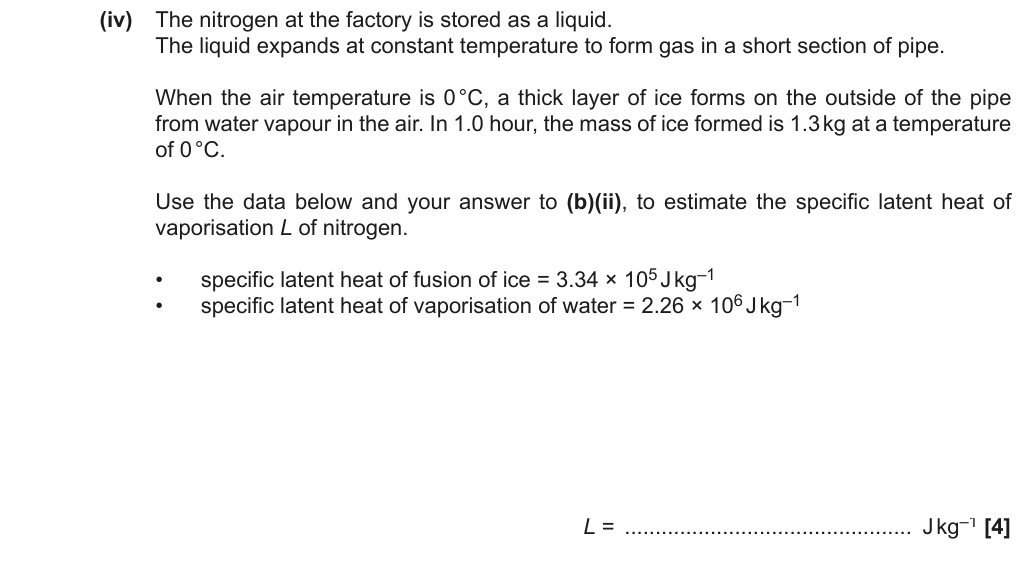 (iv) The nitrogen at the factory is stored as a liquid.
The liquid expands at constant temperature to form gas in a short section of pipe.
When the air temperature is 0 °C, a thick layer of ice forms on the outside of the pipe
from water vapour in the air. In 1.0 hour, the mass of ice formed is 1.3 kg at a temperature
of 0 °C.
Use the data below and your answer to (b)(ii), to estimate the specific latent heat of
vaporisation L of nitrogen.
• specific latent heat of fusion of ice = 3.34 × 10⁵ J kg⁻¹
• specific latent heat of vaporisation of water = 2.26 × 10⁶ J kg⁻¹
L = ............................................... J kg⁻¹ [4]